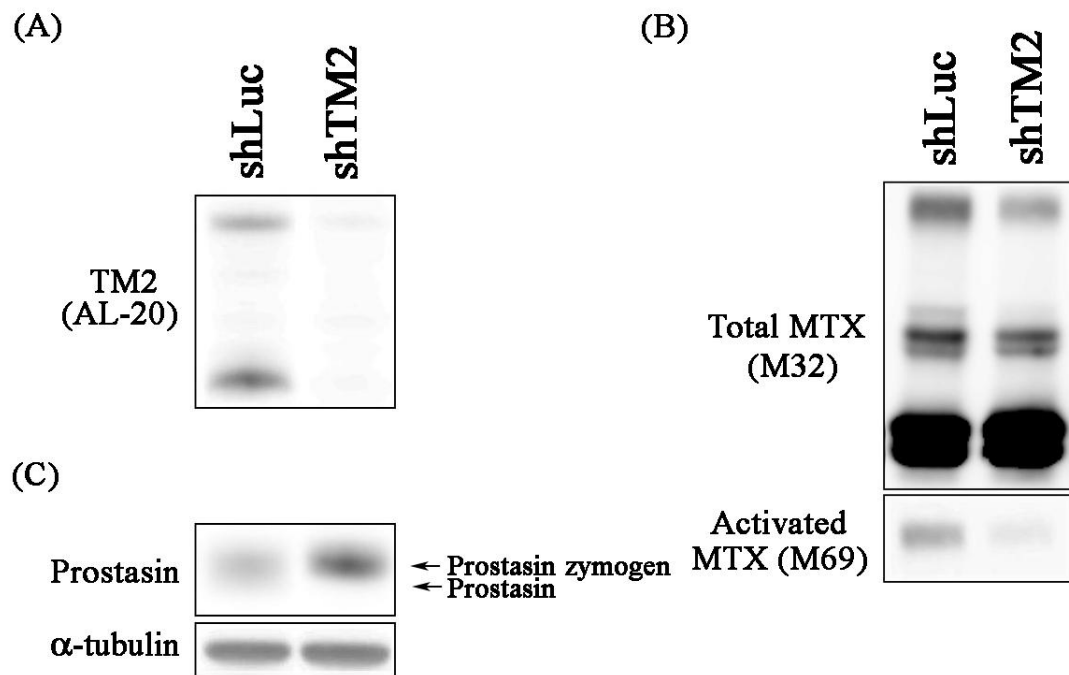 (A)
shLuc
shTM2
TM2
(AL-20)
(B)
shLuc
shTM2
Total MTX
(M32)
Activated
MTX (M69)
(C)
Prostasin
Prostasin zymogen
Prostasin
α-tubulin